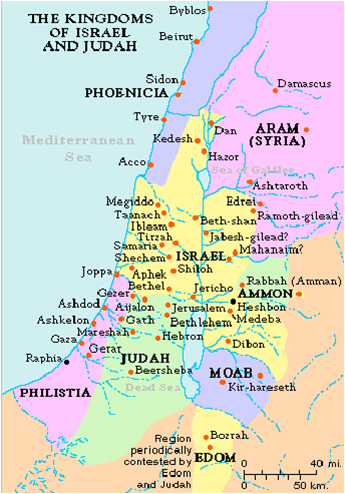 THE KINGDOMS
OF ISRAEL
AND JUDAH
Byblos
Beirut
Sidon
PHOENICIA
Damascus
Tyre
Dan
ARAM
(SYRIA)
Mediterranean
Sea
Kedesh
Hazor
Acco
Sea of Galilee
Ashtaroth
Megiddo
Edrei
Taanach
Beth-shan
Ramoth-gilead
Ibleam
Tirzah
Jabesh-gilead?
Samaria
Mahanaim?
Shechem
ISRAEL
Joppa
Aphek
Shiloh
Bethel
Jericho
Rabbah (Amman)
Gezer
AMMON
Ashdod
Aijalon
Jerusalem
Heshbon
Ashkelon
Gath
Bethlehem
Medeba
Mareshah
Gaza
Hebron
Dibon
Gerar
Raphia
JUDAH
Beersheba
MOAB
Dead Sea
Kir-hareseth
PHILISTIA
Region
periodically
contested by
Edom
and Judah
Bozrah
EDOM
0 40 mi.
0 50 km.